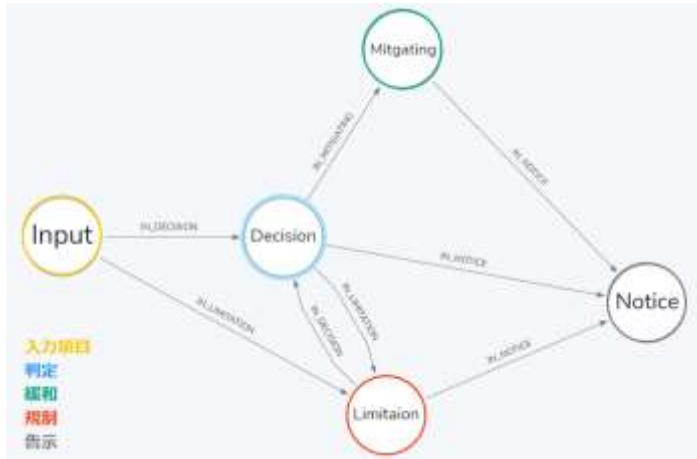 Mitgating
IN_MITIGATING
IN_NOTICE
Input
IN_DECISION
Decision
IN_NOTICE
Notice
IN_LIMITATION
IN_LIMITATION
IN_DECISION
IN_NOTICE
Limitaion
入力項目
判定
緩和
規制
告示